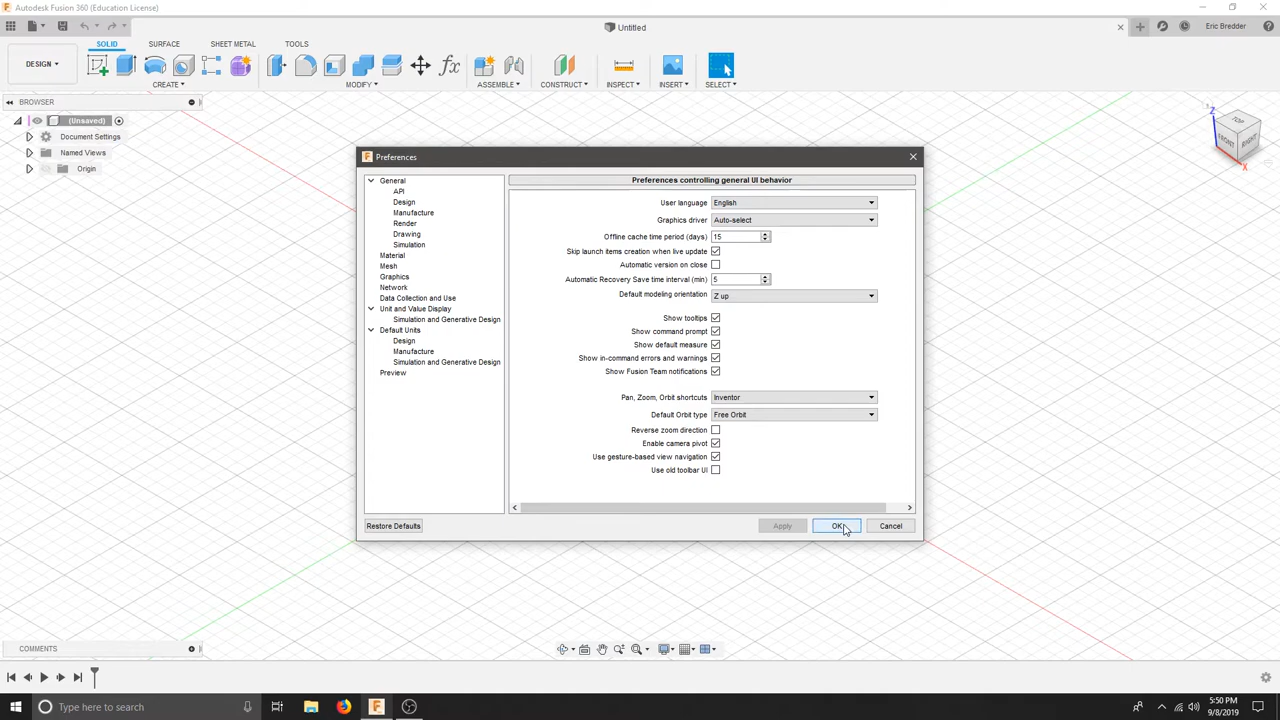 Autodesk Fusion 360 (Education License)
Untitled
Eric Bredder
SOLID SURFACE SHEET METAL TOOLS
DESIGN
CREATE MODIFY ASSEMBLE CONSTRUCT INSPECT INSERT SELECT
BROWSER
(Unsaved)
Document Settings
Named Views
Origin
TOP
FRONT
RIGHT
Z
X
Preferences
General
API
Design
Manufacture
Render
Drawing
Simulation
Material
Mesh
Graphics
Network
Data Collection and Use
Unit and Value Display
Simulation and Generative Design
Default Units
Design
Manufacture
Simulation and Generative Design
Preview
Preferences controlling general UI behavior
User language English
Graphics driver Auto-select
Offline cache time period (days) 15
Skip launch items creation when live update
Automatic version on close
Automatic Recovery Save time interval (min) 5
Default modeling orientation Z up
Show tooltips
Show command prompt
Show default measure
Show in-command errors and warnings
Show Fusion Team notifications
Pan, Zoom, Orbit shortcuts Inventor
Default Orbit type Free Orbit
Reverse zoom direction
Enable camera pivot
Use gesture-based view navigation
Use old toolbar UI
Restore Defaults Apply OK Cancel
COMMENTS
Type here to search
5:50 PM
9/8/2019